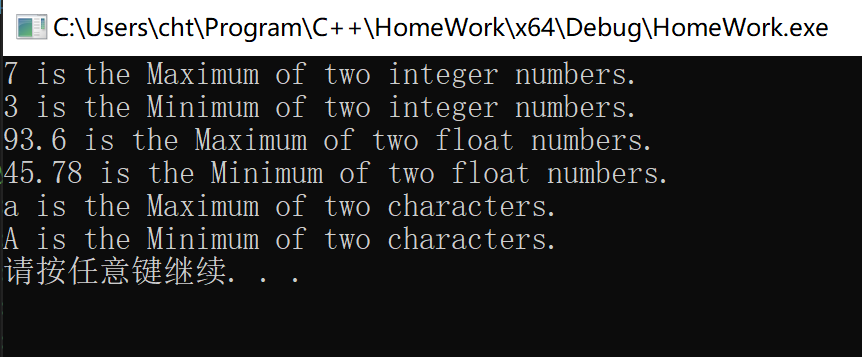 C:\Users\cht\Program\C++\HomeWork\x64\Debug\HomeWork.exe
7 is the Maximum of two integer numbers.
3 is the Minimum of two integer numbers.
93.6 is the Maximum of two float numbers.
45.78 is the Minimum of two float numbers.
a is the Maximum of two characters.
A is the Minimum of two characters.
请按任意键继续. . .